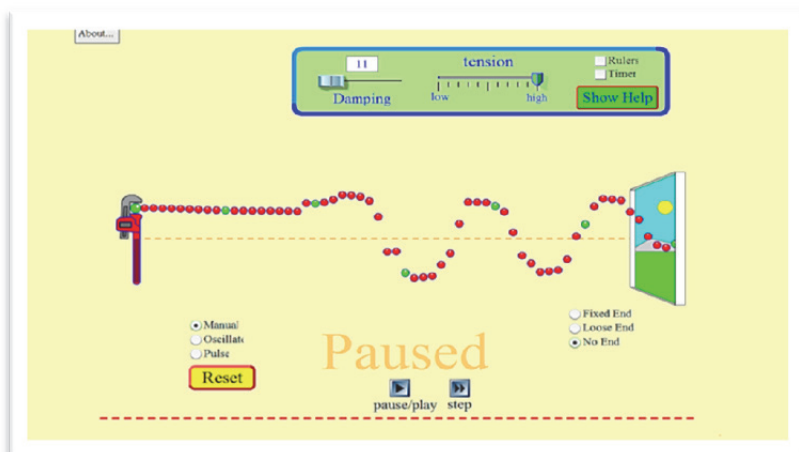 About...
11
tension
Rulers
Timer
Damping
low
high
Show Help
Manual
Oscillate
Pulse
Reset
Paused
Fixed End
Loose End
No End
pause/play
step